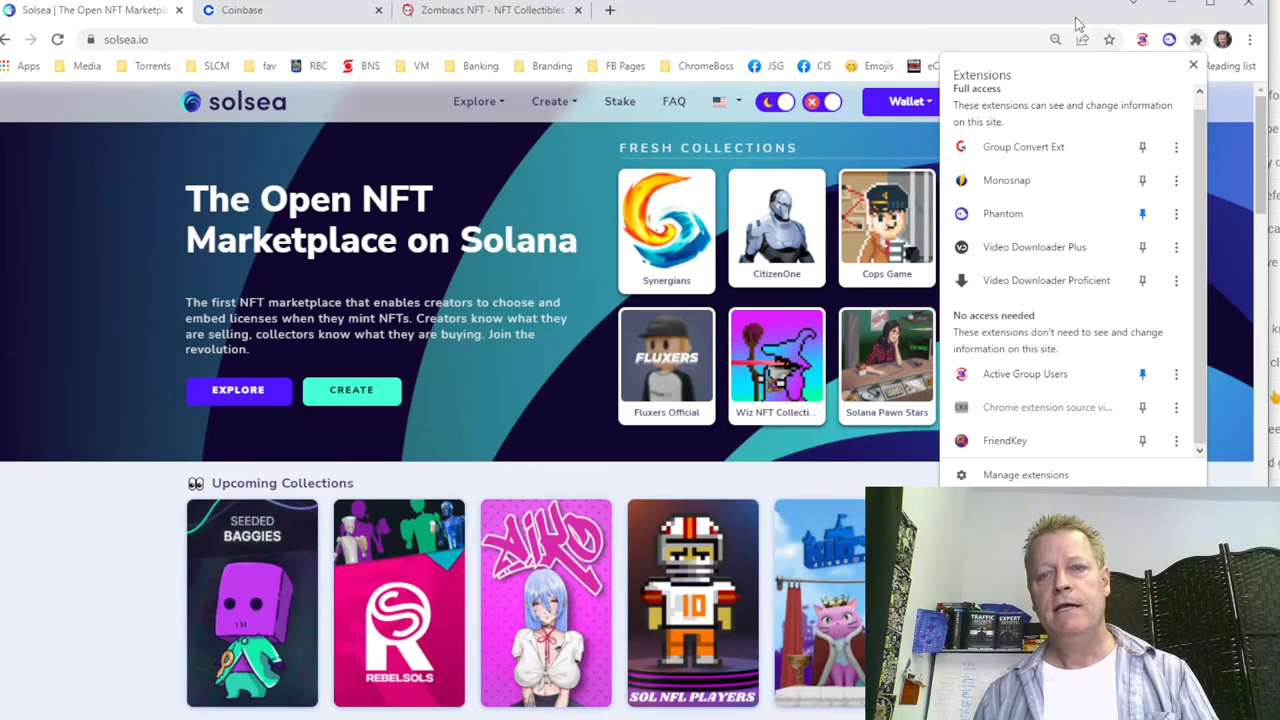 Solsea | The Open NFT Marketpla
Coinbase
Zombiacs NFT - NFT Collectibles
solsea.io
Apps
Media
Torrents
SLCM
fav
RBC
BNS
VM
Banking
Branding
FB Pages
ChromeBoss
JSG
CIS
Emojis
Reading list
solsea
Explore
Create
Stake
FAQ
Wallet
The Open NFT
Marketplace on Solana
The first NFT marketplace that enables creators to choose and
embed licenses when they mint NFTs. Creators know what they
are selling, collectors know what they are buying. Join the
revolution.
EXPLORE
CREATE
FRESH COLLECTIONS
Synergians
CitizenOne
Cops Game
FLUXERS
Fluxers Official
Wiz NFT Collecti...
Solana Pawn Stars
Extensions
Full access
These extensions can see and change information
on this site.
Group Convert Ext
Monosnap
Phantom
Video Downloader Plus
Video Downloader Proficient
No access needed
These extensions don't need to see and change
information on this site.
Active Group Users
CRX
Chrome extension source vi...
FriendKey
Manage extensions
Upcoming Collections
SEEDED
BAGGIES
REBELSOLS
10
SOL NFL PLAYERS
TRAFFIC
SECRETS
EXPERT
SECRETS